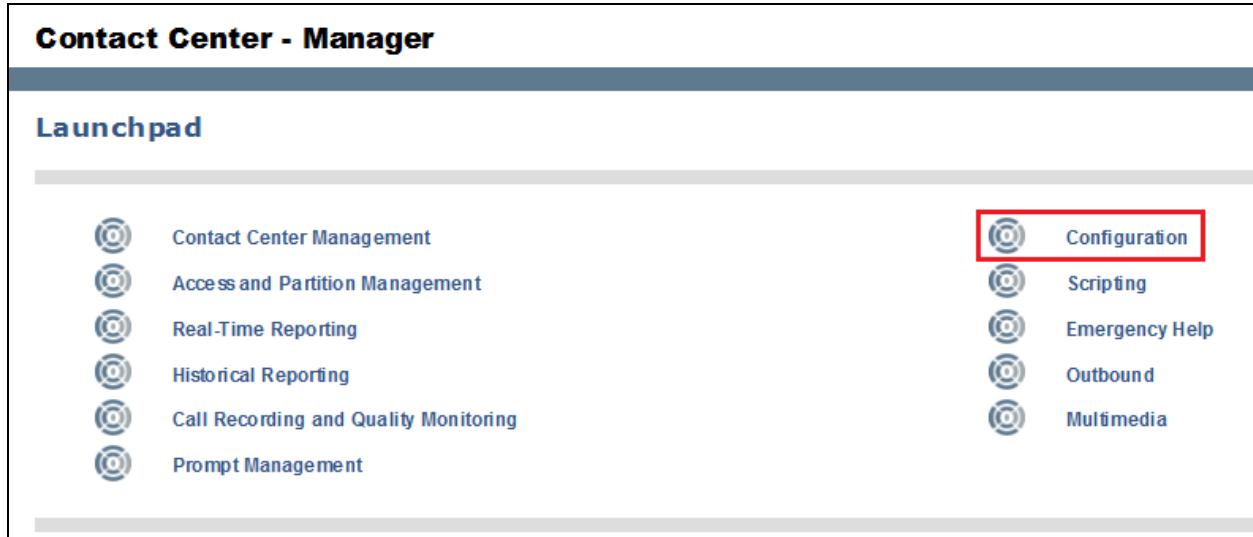 Contact Center - Manager
Launchpad
Contact Center Management
Access and Partition Management
Real-Time Reporting
Historical Reporting
Call Recording and Quality Monitoring
Prompt Management
Configuration
Scripting
Emergency Help
Outbound
Multimedia